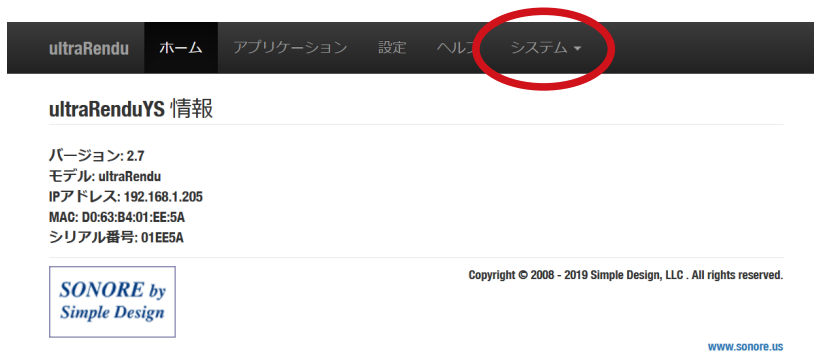 ultraRendu ホーム アプリケーション 設定 ヘルプ システム
ultraRenduYS 情報
バージョン: 2.7
モデル: ultraRendu
IPアドレス: 192.168.1.205
MAC: D0:63:B4:01:EE:5A
シリアル番号: 01EE5A
SONORE by
Simple Design
Copyright © 2008 - 2019 Simple Design, LLC . All rights reserved.
www.sonore.us